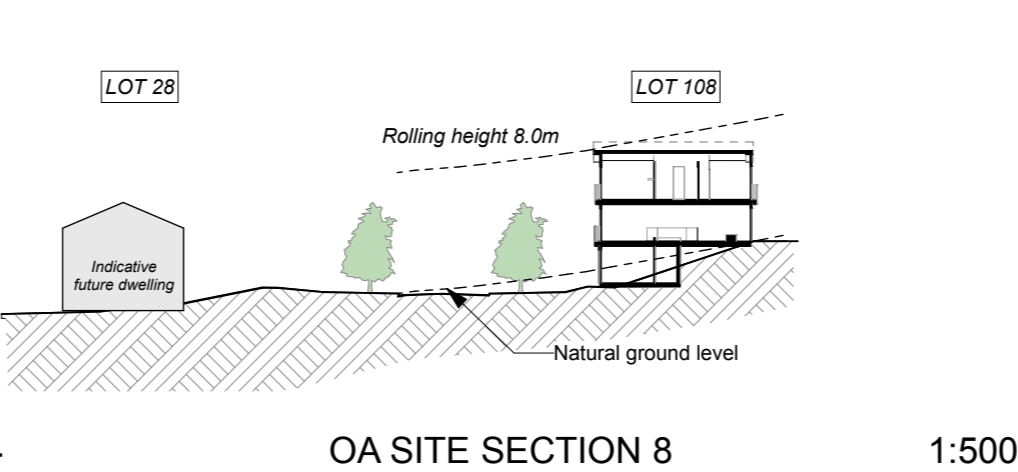 LOT 28
LOT 108
Rolling height 8.0m
Indicative
future dwelling
Natural ground level
OA SITE SECTION 8
1:500